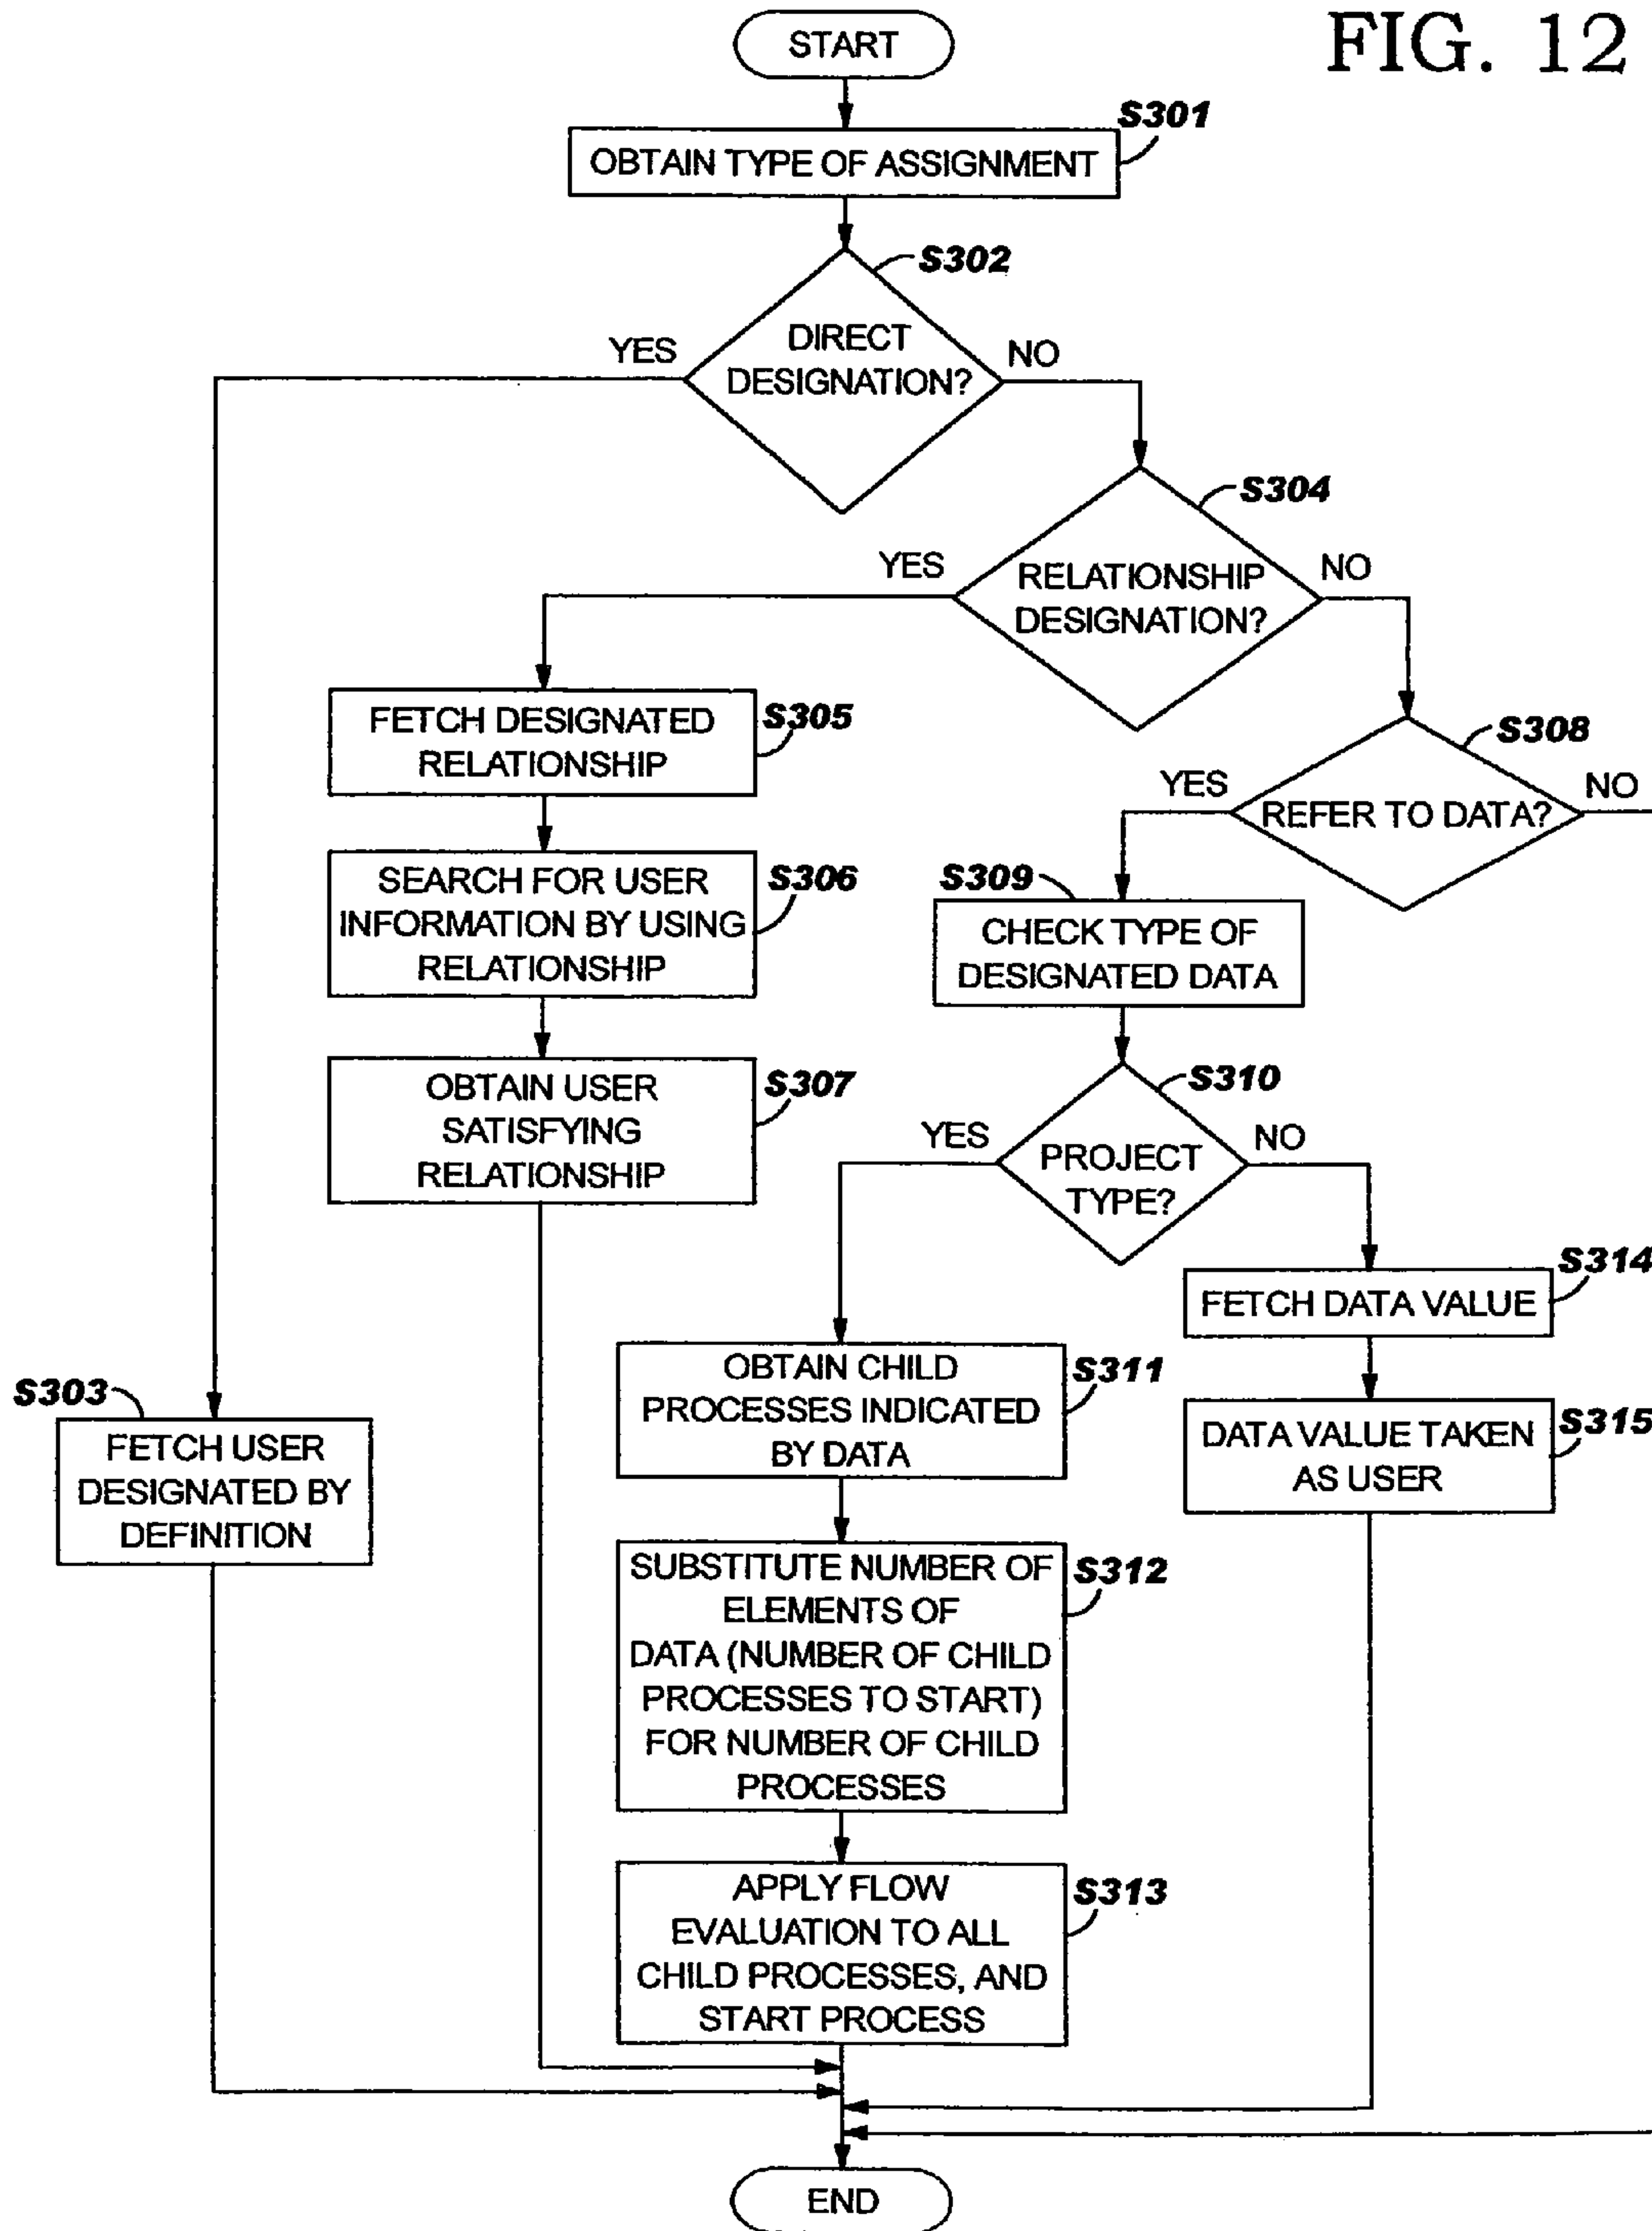 FIG. 12
START
S301
OBTAIN TYPE OF ASSIGNMENT
S302
DIRECT
DESIGNATION?
YES
NO
S304
RELATIONSHIP
DESIGNATION?
YES
NO
S305
FETCH DESIGNATED
RELATIONSHIP
S308
REFER TO DATA?
YES
NO
S306
SEARCH FOR USER
INFORMATION BY USING
RELATIONSHIP
S309
CHECK TYPE OF
DESIGNATED DATA
S307
OBTAIN USER
SATISFYING
RELATIONSHIP
S310
PROJECT
TYPE?
YES
NO
S314
FETCH DATA VALUE
S311
OBTAIN CHILD
PROCESSES INDICATED
BY DATA
S315
DATA VALUE TAKEN
AS USER
S303
FETCH USER
DESIGNATED BY
DEFINITION
S312
SUBSTITUTE NUMBER OF
ELEMENTS OF
DATA (NUMBER OF CHILD
PROCESSES TO START)
FOR NUMBER OF CHILD
PROCESSES
S313
APPLY FLOW
EVALUATION TO ALL
CHILD PROCESSES, AND
START PROCESS
END